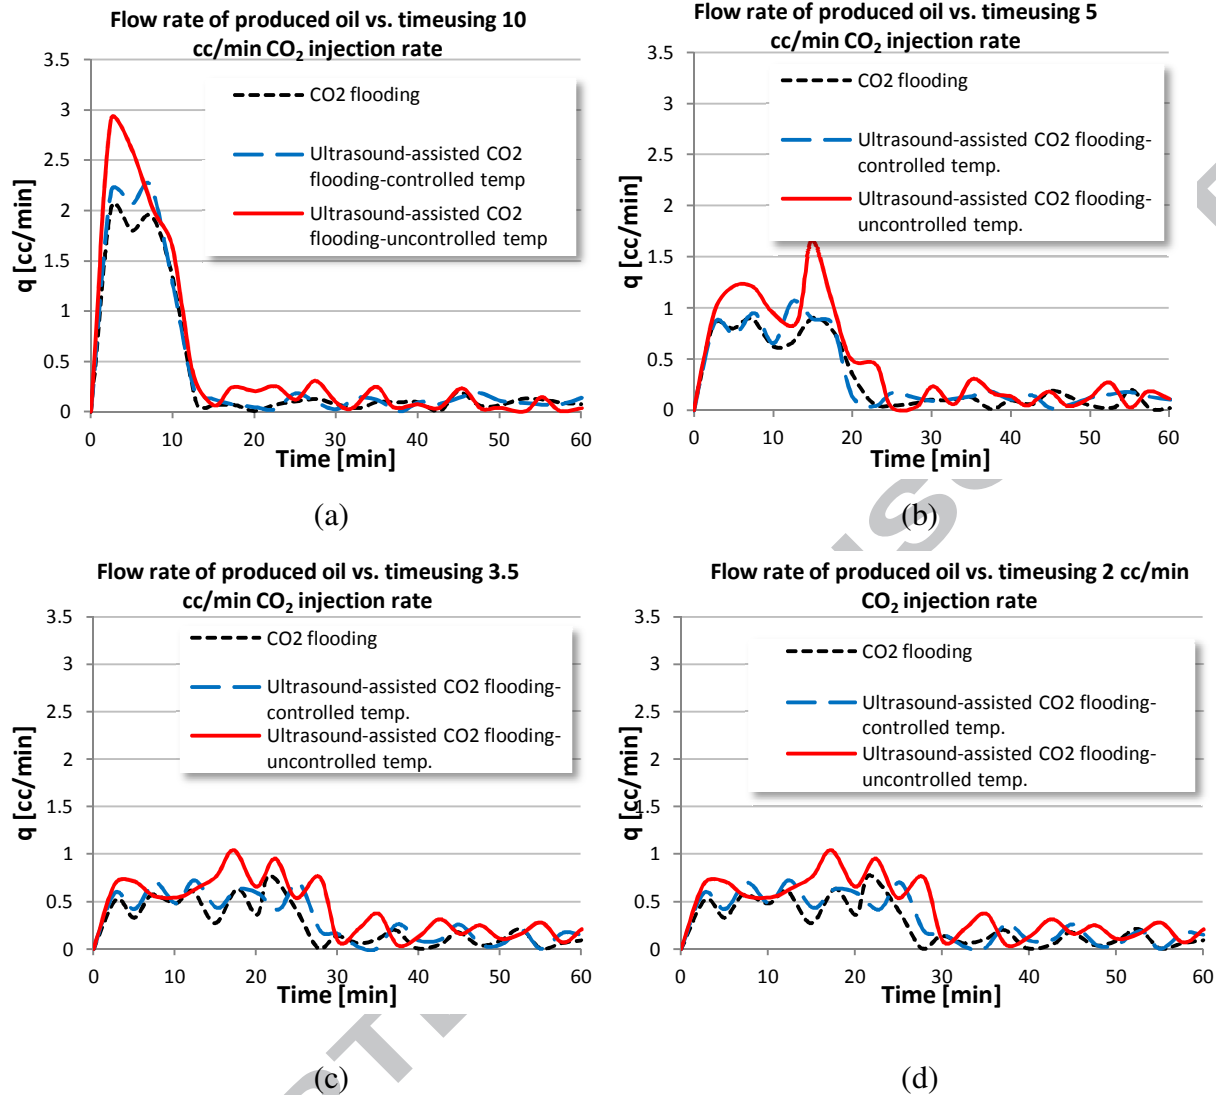 Flow rate of produced oil vs. timeusing 10
cc/min CO2 injection rate
3.5
3
2.5
2
1.5
1
0.5
0
q [cc/min]
CO2 flooding
Ultrasound-assisted CO2
flooding-controlled temp
Ultrasound-assisted CO2
flooding-uncontrolled temp
0 10 20 30 40 50 60
Time [min]
(a)
Flow rate of produced oil vs. timeusing 5
cc/min CO2 injection rate
3.5
3
2.5
2
1.5
1
0.5
0
q [cc/min]
CO2 flooding
Ultrasound-assisted CO2 flooding-
controlled temp.
Ultrasound-assisted CO2 flooding-
uncontrolled temp.
0 10 20 30 40 50 60
Time [min]
(b)
Flow rate of produced oil vs. timeusing 3.5
cc/min CO2 injection rate
3.5
3
2.5
2
1.5
1
0.5
0
q [cc/min]
CO2 flooding
Ultrasound-assisted CO2 flooding-
controlled temp.
Ultrasound-assisted CO2 flooding-
uncontrolled temp.
0 10 20 30 40 50 60
Time [min]
(c)
Flow rate of produced oil vs. timeusing 2 cc/min
CO2 injection rate
3.5
3
2.5
2
1.5
1
0.5
0
q [cc/min]
CO2 flooding
Ultrasound-assisted CO2 flooding-
controlled temp.
Ultrasound-assisted CO2 flooding-
uncontrolled temp.
0 10 20 30 40 50 60
Time [min]
(d)